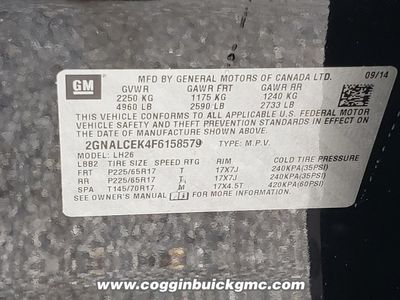 GM MFD BY GENERAL MOTORS OF CANADA LTD. 09/14
GVWR GAWR FRT GAWR RR
2250 KG 1175 KG 1240 KG
4960 LB 2590 LB 2733 LB
THIS VEHICLE CONFORMS TO ALL APPLICABLE U.S. FEDERAL MOTOR
VEHICLE SAFETY AND THEFT PREVENTION STANDARDS IN EFFECT ON
THE DATE OF MANUFACTURE SHOWN ABOVE.
2GNALCEK4F6158579 TYPE: M.P.V.
MODEL: LH26
LBB2 TIRE SIZE SPEED RTG RIM COLD TIRE PRESSURE
FRT P225/65R17 T 17X7J 240KPA(35PSI)
RR P225/65R17 T 17X7J 240KPA(35PSI)
SPA T145/70R17 M 17X4.5T 420KPA(60PSI)
SEE OWNER'S MANUAL FOR MORE INFORMATION.
www.cogginbuickgmc.com